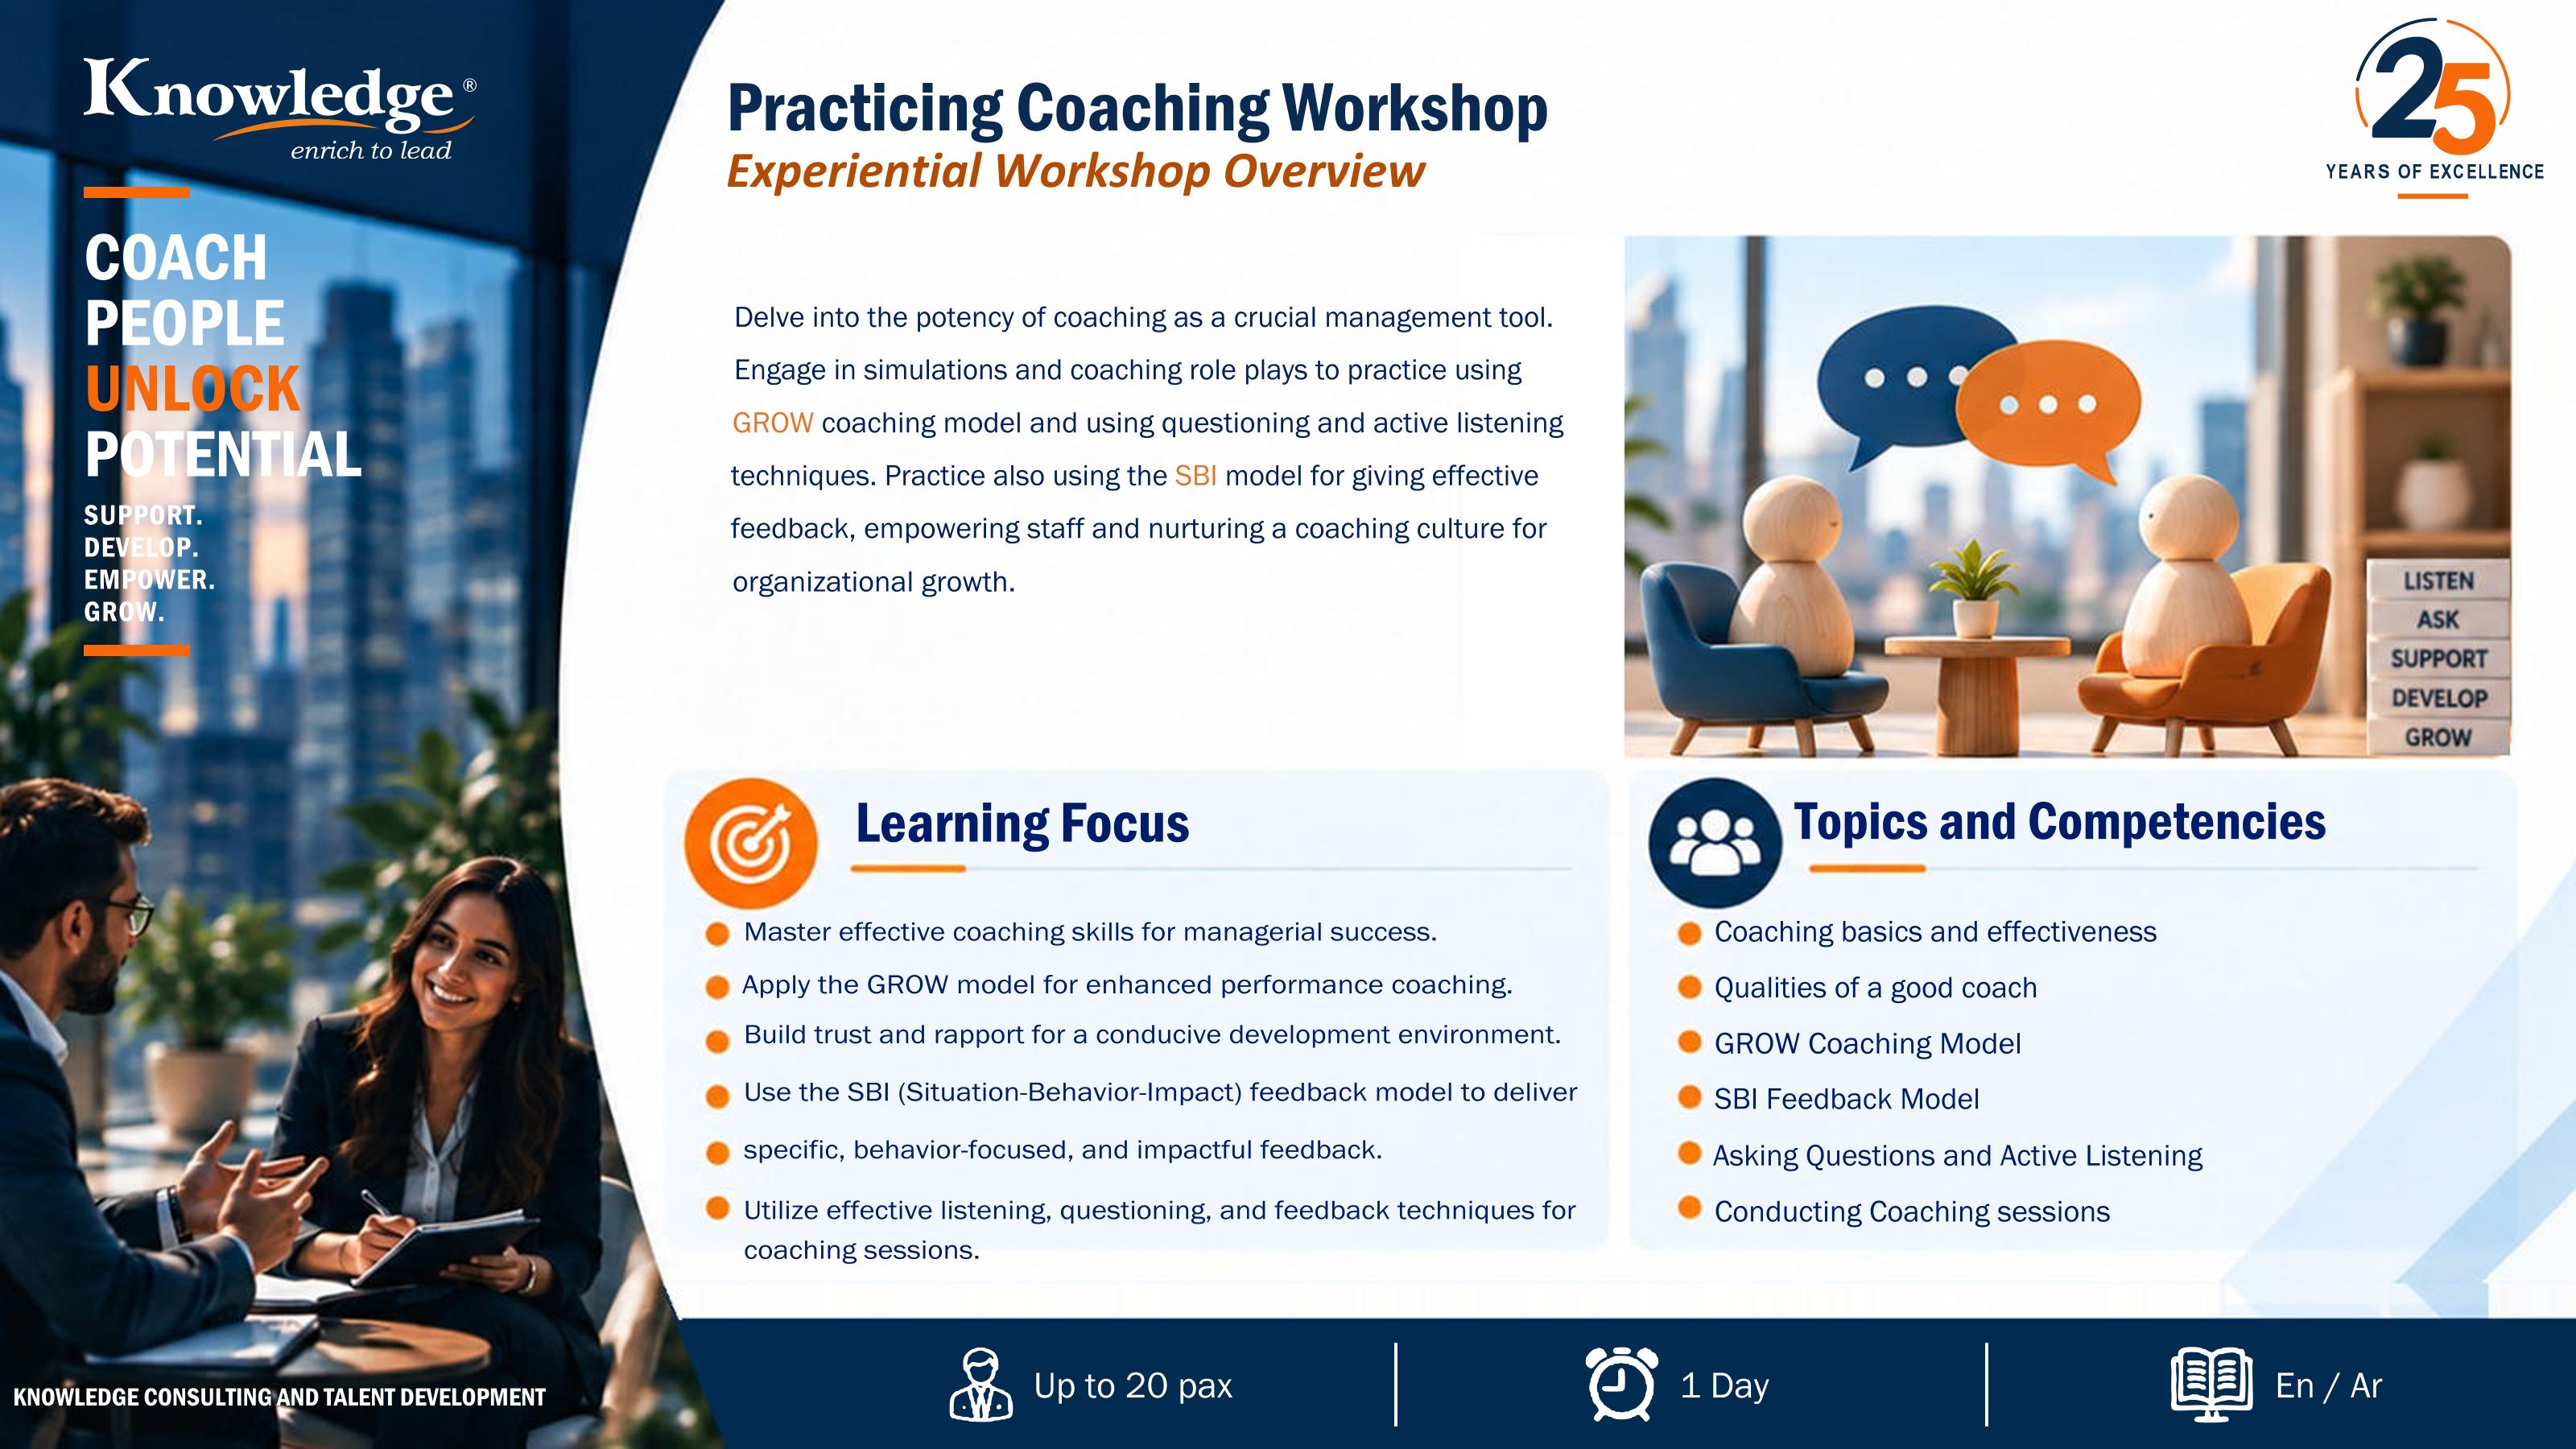 Knowledge®
enrich to lead
COACH
PEOPLE
UNLOCK
POTENTIAL
SUPPORT.
DEVELOP.
EMPOWER.
GROW.
KNOWLEDGE CONSULTING AND TALENT DEVELOPMENT
Practicing Coaching Workshop
Experiential Workshop Overview
25
YEARS OF EXCELLENCE
Delve into the potency of coaching as a crucial management tool.
Engage in simulations and coaching role plays to practice using
GROW coaching model and using questioning and active listening
techniques. Practice also using the SBI model for giving effective
feedback, empowering staff and nurturing a coaching culture for
organizational growth.
LISTEN
ASK
SUPPORT
DEVELOP
GROW
Learning Focus
Master effective coaching skills for managerial success.
Apply the GROW model for enhanced performance coaching.
Build trust and rapport for a conducive development environment.
Use the SBI (Situation-Behavior-Impact) feedback model to deliver
specific, behavior-focused, and impactful feedback.
Utilize effective listening, questioning, and feedback techniques for
coaching sessions.
Topics and Competencies
Coaching basics and effectiveness
Qualities of a good coach
GROW Coaching Model
SBI Feedback Model
Asking Questions and Active Listening
Conducting Coaching sessions
Up to 20 pax
1 Day
En / Ar